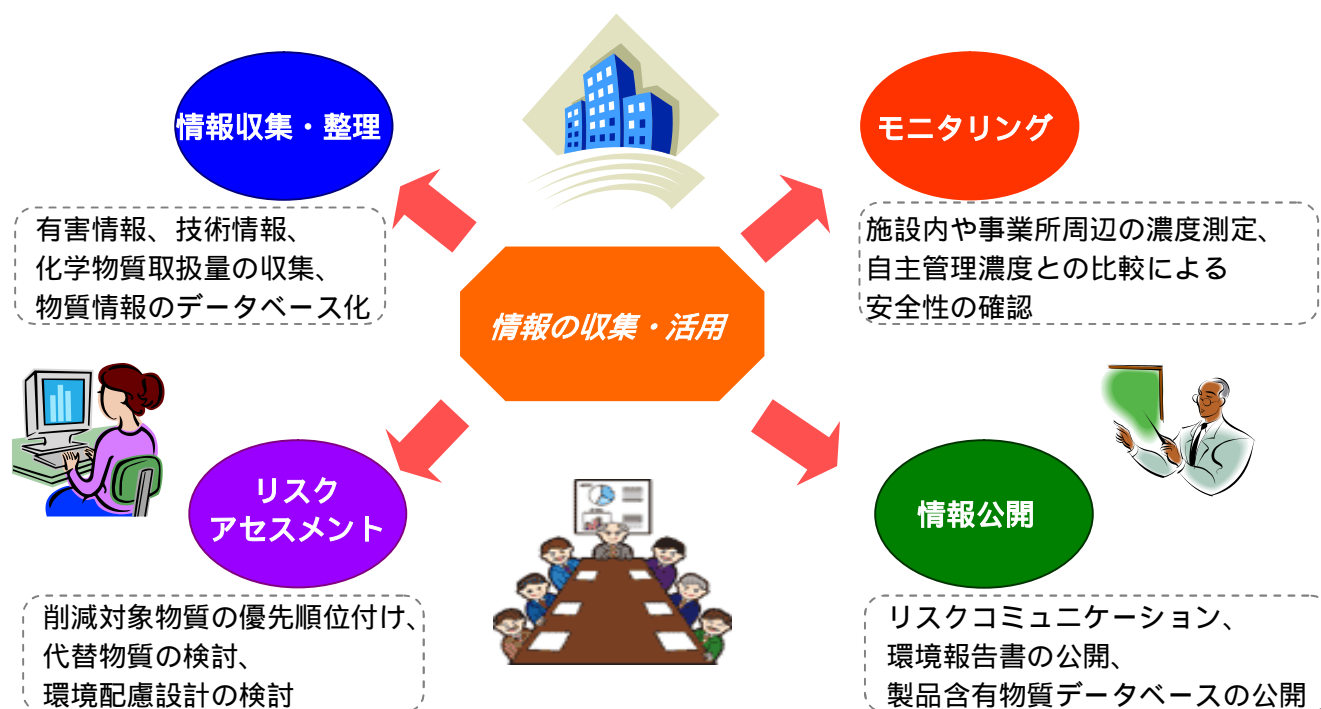 情報収集・整理
有害情報、技術情報、
化学物質取扱量の収集、
物質情報のデータベース化
モニタリング
施設内や事業所周辺の濃度測定、
自主管理濃度との比較による
安全性の確認
情報の収集・活用
リスク
アセスメント
削減対象物質の優先順位付け、
代替物質の検討、
環境配慮設計の検討
情報公開
リスクコミュニケーション、
環境報告書の公開、
製品含有物質データベースの公開